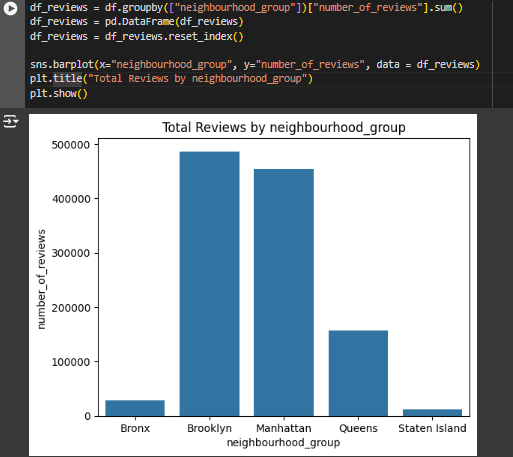 df_reviews = df.groupby(["neighbourhood_group"])["number_of_reviews"].sum()
df_reviews = pd.DataFrame(df_reviews)
df_reviews = df_reviews.reset_index()
sns.barplot(x="neighbourhood_group", y="number_of_reviews", data = df_reviews)
plt.title("Total Reviews by neighbourhood_group")
plt.show()
Total Reviews by neighbourhood_group
500000
400000
300000
200000
100000
0
number_of_reviews
Bronx Brooklyn Manhattan Queens Staten Island
neighbourhood_group